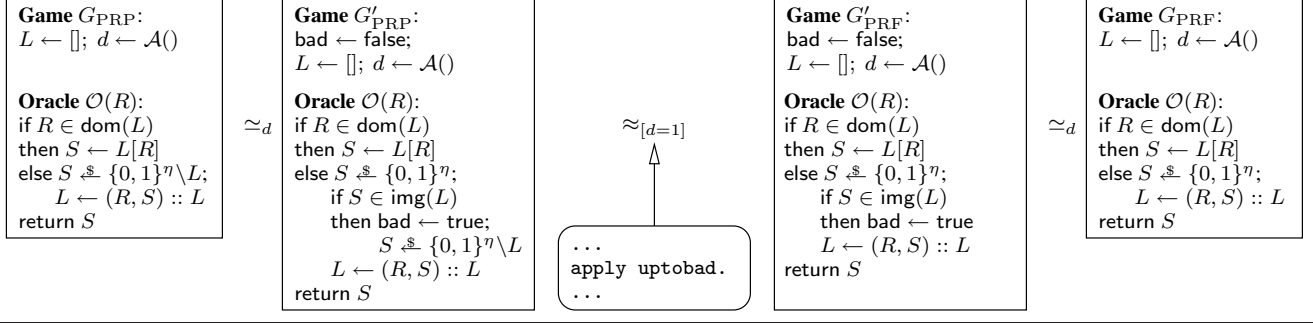 Game G_PRP:
L ← []; d ← A()
Oracle O(R):
if R ∈ dom(L)
then S ← L[R]
else S ←$ {0, 1}^η\L;
L ← (R, S) :: L
return S
≃_d
Game G′_PRP:
bad ← false;
L ← []; d ← A()
Oracle O(R):
if R ∈ dom(L)
then S ← L[R]
else S ←$ {0, 1}^η;
if S ∈ img(L)
then bad ← true;
S ←$ {0, 1}^η\L
L ← (R, S) :: L
return S
≈_[d=1]
...
apply uptobad.
...
Game G′_PRF:
bad ← false;
L ← []; d ← A()
Oracle O(R):
if R ∈ dom(L)
then S ← L[R]
else S ←$ {0, 1}^η;
if S ∈ img(L)
then bad ← true
L ← (R, S) :: L
return S
≃_d
Game G_PRF:
L ← []; d ← A()
Oracle O(R):
if R ∈ dom(L)
then S ← L[R]
else S ←$ {0, 1}^η;
L ← (R, S) :: L
return S